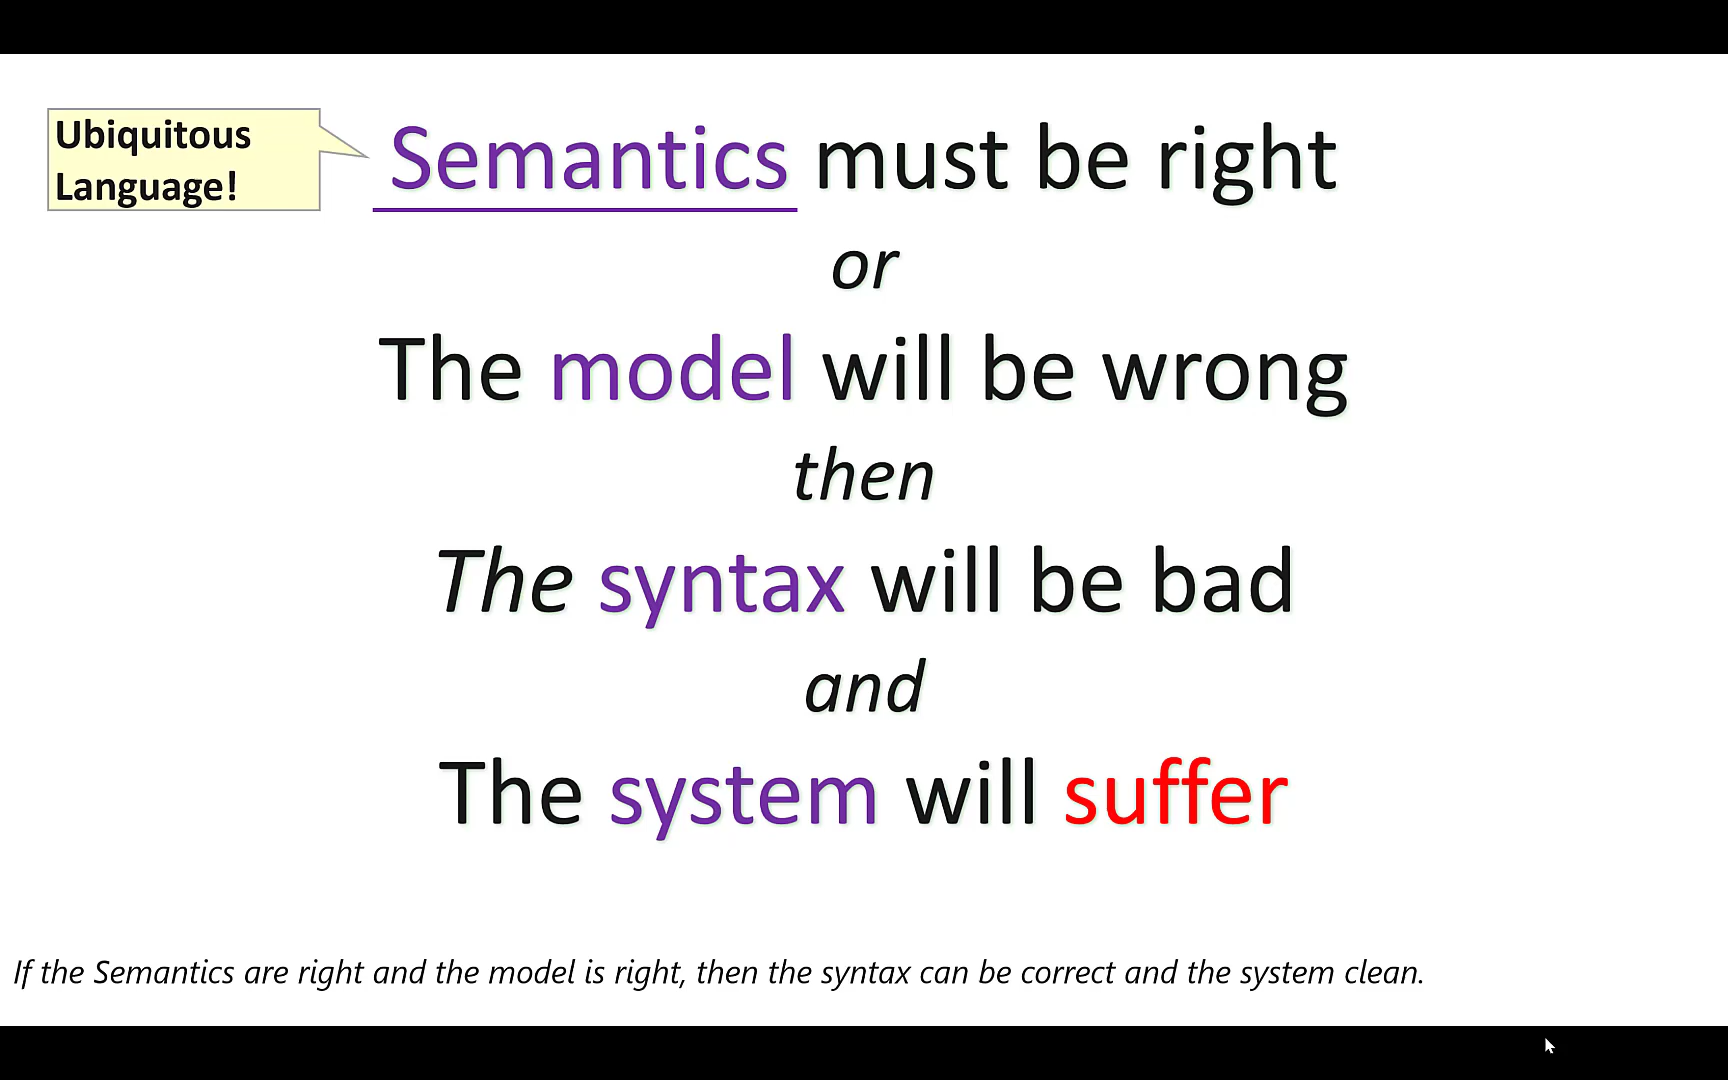 Ubiquitous
Language!
Semantics must be right
or
The model will be wrong
then
The syntax will be bad
and
The system will suffer
If the Semantics are right and the model is right, then the syntax can be correct and the system clean.